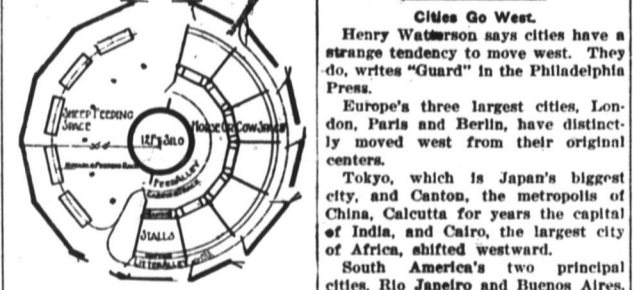 SHEEP FEEDING
SPACE
12 Ft SILO
HORSE OR COW SPACE
FEED ALLEY
STALLS
LITTER ALLEY
Cities Go West.
Henry Watterson says cities have a
strange tendency to move west. They
do, writes "Guard" in the Philadelphia
Press.
Europe's three largest cities, Lon-
don, Paris and Berlin, have distinct-
ly moved west from their original
centers.
Tokyo, which is Japan's biggest
city, and Canton, the metropolis of
China, Calcutta for years the capital
of India, and Cairo, the largest city
of Africa, shifted westward.
South America's two principal
cities, Rio Janeiro and Buenos Aires,